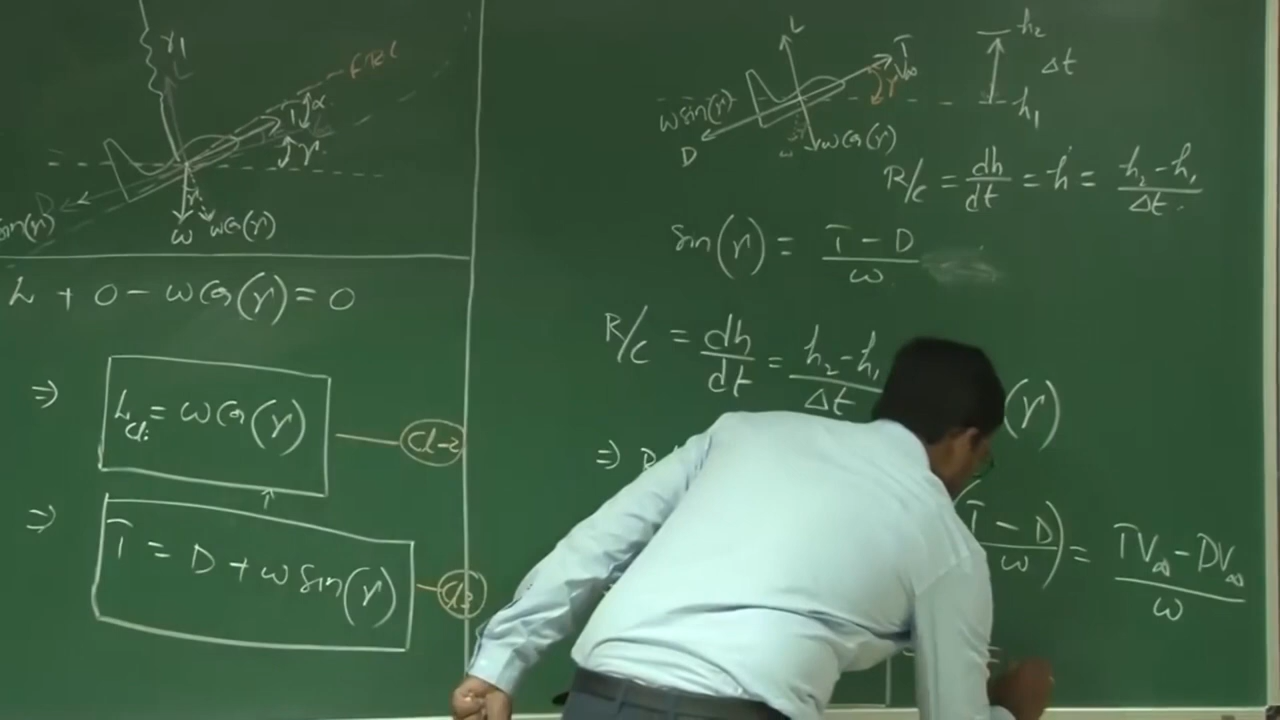 γ1
L
F.R.L
T
α
γ
D
γ
sin(γ)
W
W Cos(γ)
L + 0 - W Cos(γ) = 0
⇒ L Cli = W Cos(γ) — Cl-2
↑
⇒ T = D + W Sin(γ) — Cl-3
L
T
V∞
γ
W Sin(γ)
D
W
W Cos(γ)
h2
Δt
h1
R/C = dh/dt = ḣ = (h2 - h1)/Δt
Sin(γ) = (T - D)/W
R/C = dh/dt = (h2 - h1)/Δt
(γ)
⇒ R
(T - D)/W) = (TV∞ - DV∞)/W
=